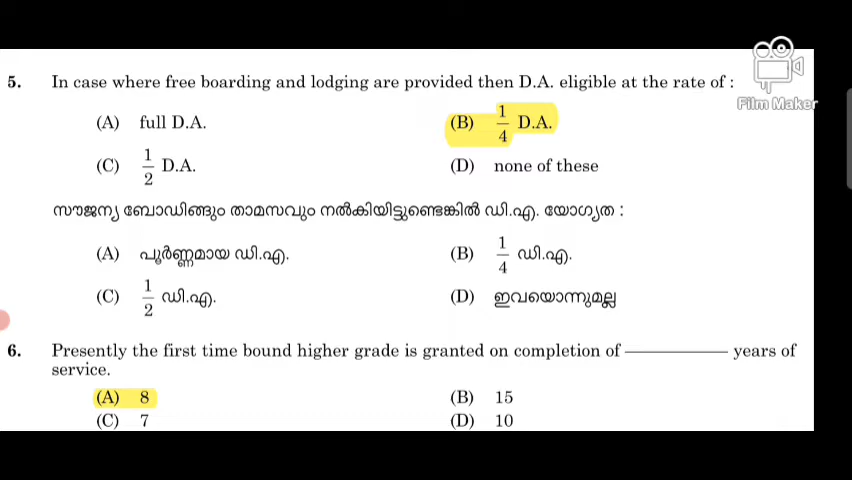 Film Maker
5. In case where free boarding and lodging are provided then D.A. eligible at the rate of :
(A) full D.A. (B) 1/4 D.A.
(C) 1/2 D.A. (D) none of these
സൗജന്യ ബോഡിങ്ങും താമസവും നൽകിയിട്ടുണ്ടെങ്കിൽ ഡി.എ. യോഗ്യത :
(A) പൂർണ്ണമായ ഡി.എ. (B) 1/4 ഡി.എ.
(C) 1/2 ഡി.എ. (D) ഇവയൊന്നുമല്ല
6. Presently the first time bound higher grade is granted on completion of ———— years of
service.
(A) 8 (B) 15
(C) 7 (D) 10